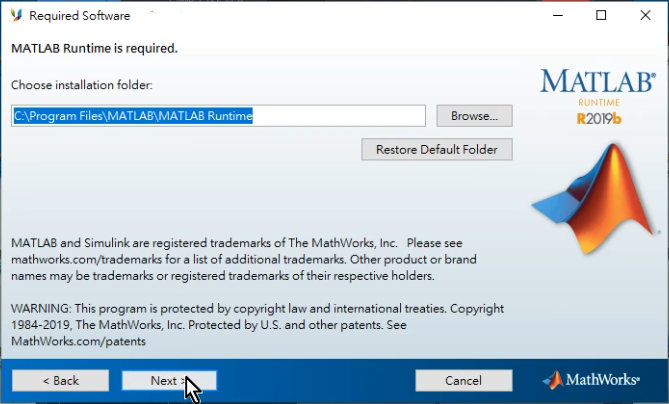 Required Software
MATLAB Runtime is required.
Choose installation folder:
C:\Program Files\MATLAB\MATLAB Runtime
Browse...
Restore Default Folder
MATLAB®
RUNTIME
R2019b
MATLAB and Simulink are registered trademarks of The MathWorks, Inc.   Please see
mathworks.com/trademarks for a list of additional trademarks. Other product or brand
names may be trademarks or registered trademarks of their respective holders.
WARNING: This program is protected by copyright law and international treaties. Copyright
1984-2019, The MathWorks, Inc. Protected by U.S. and other patents. See
MathWorks.com/patents
< Back
Next >
Cancel
MathWorks®